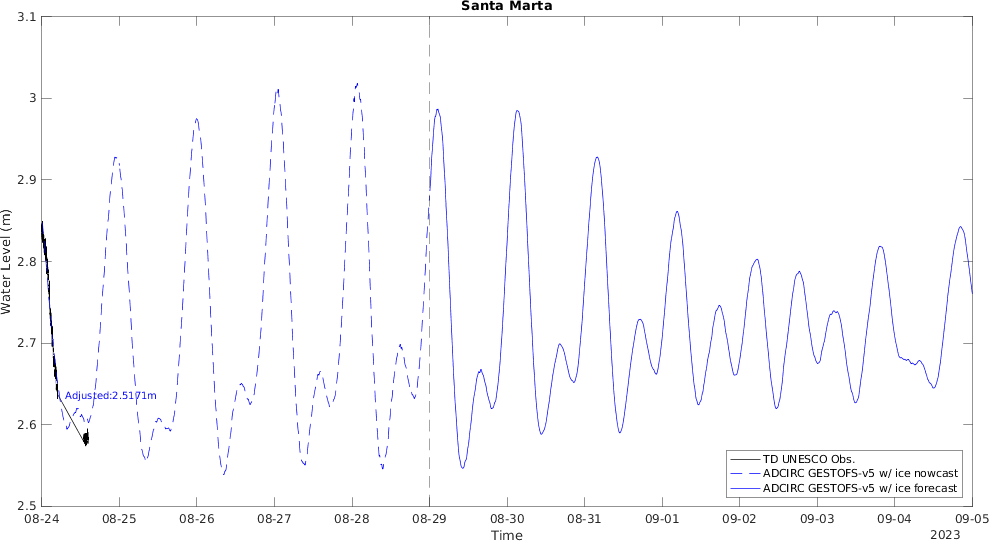 Santa Marta
3.1
3
2.9
2.8
2.7
2.6
2.5
Water Level (m)
Adjusted:2.5171m
TD UNESCO Obs.
ADCIRC GESTOFS-v5 w/ ice nowcast
ADCIRC GESTOFS-v5 w/ ice forecast
08-24 08-25 08-26 08-27 08-28 08-29 08-30 08-31 09-01 09-02 09-03 09-04 09-05
Time
2023